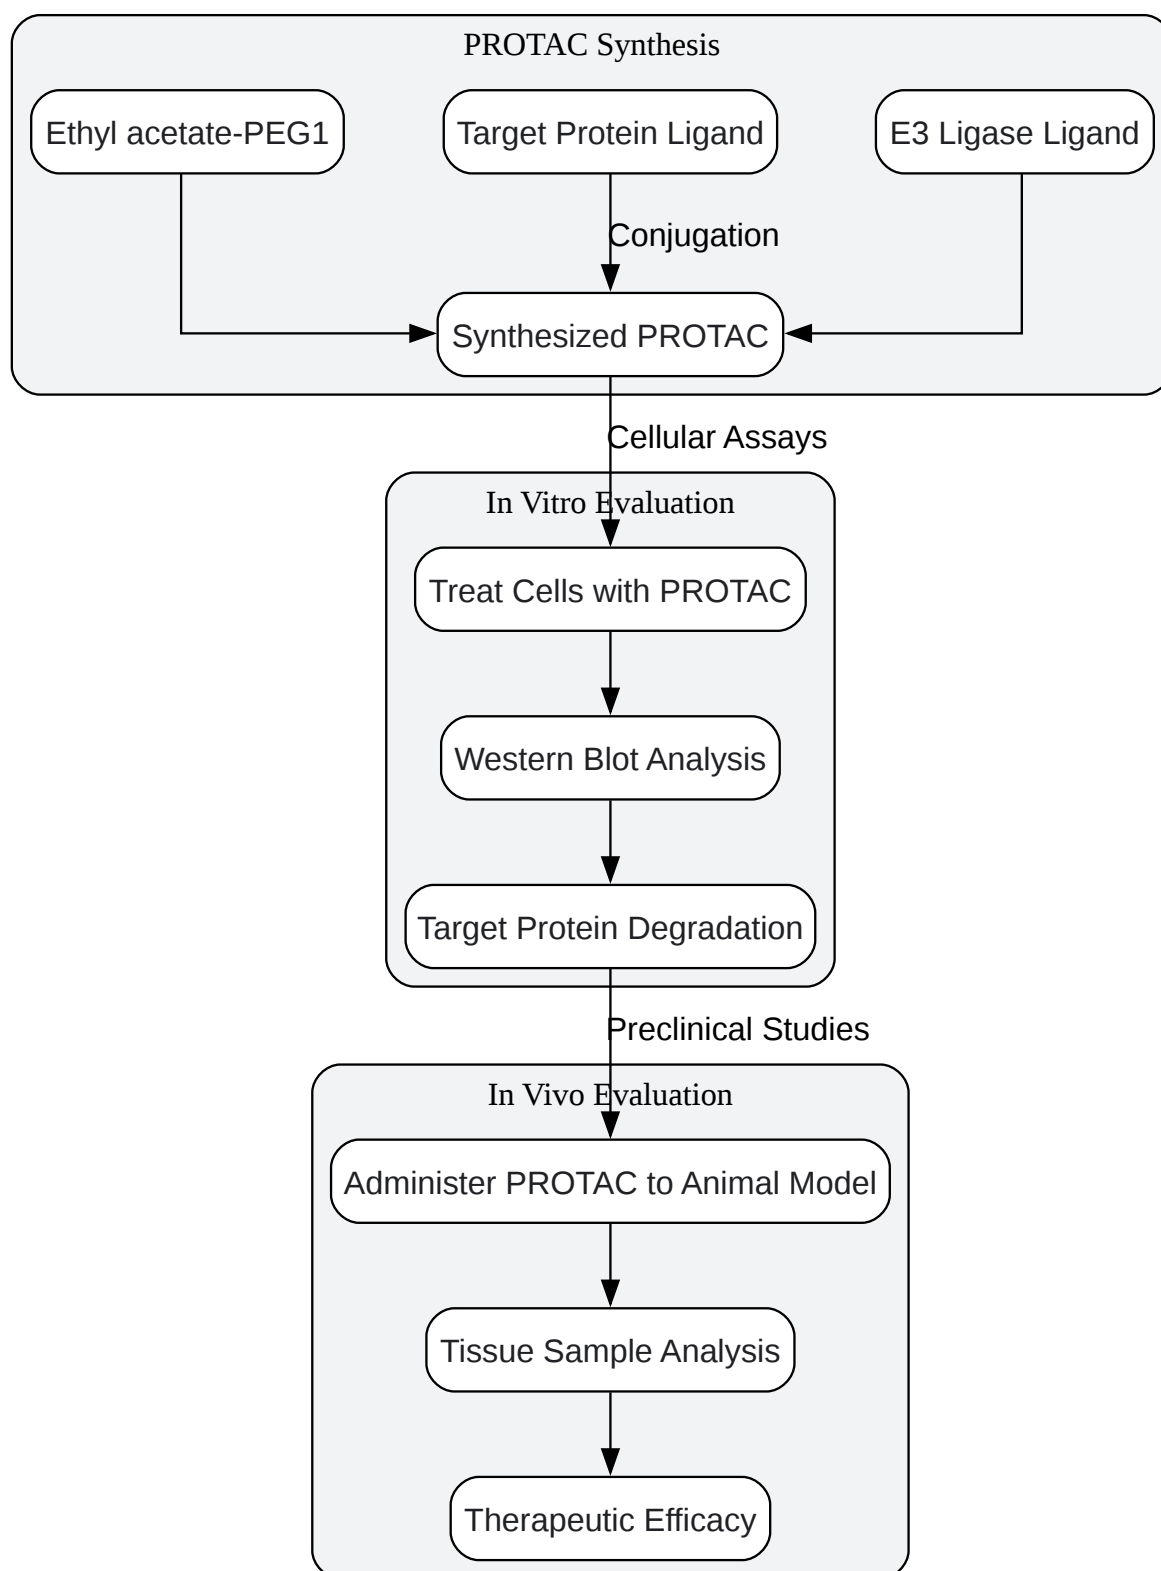 PROTAC Synthesis
Ethyl acetate-PEG1
Target Protein Ligand
E3 Ligase Ligand
Conjugation
Synthesized PROTAC
Cellular Assays
In Vitro Evaluation
Treat Cells with PROTAC
Western Blot Analysis
Target Protein Degradation
Preclinical Studies
In Vivo Evaluation
Administer PROTAC to Animal Model
Tissue Sample Analysis
Therapeutic Efficacy